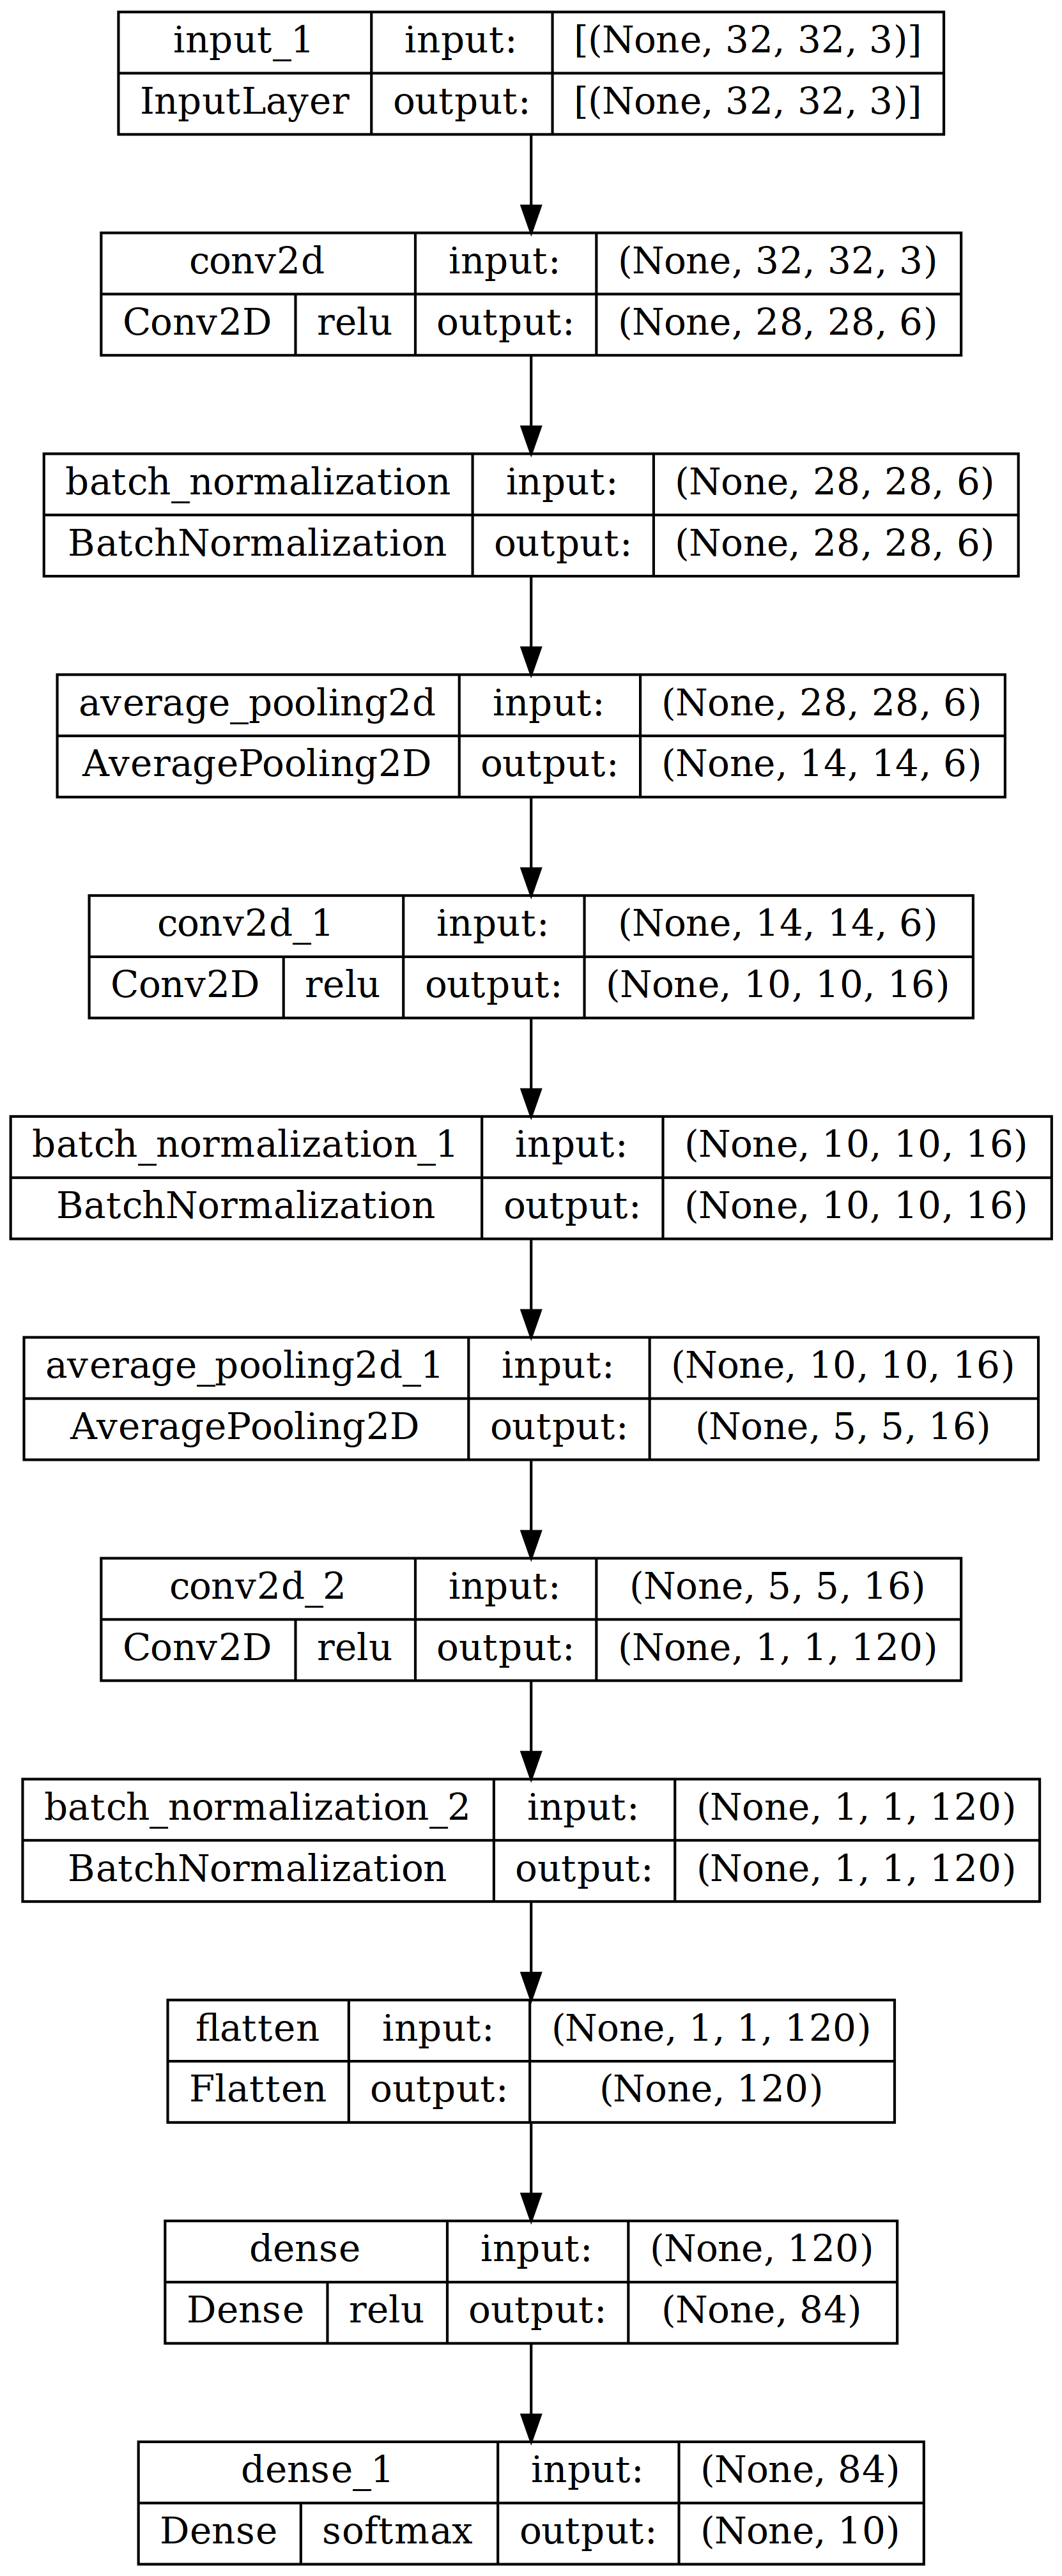 input_1 input: [(None, 32, 32, 3)]
InputLayer output: [(None, 32, 32, 3)]
conv2d input: (None, 32, 32, 3)
Conv2D relu output: (None, 28, 28, 6)
batch_normalization input: (None, 28, 28, 6)
BatchNormalization output: (None, 28, 28, 6)
average_pooling2d input: (None, 28, 28, 6)
AveragePooling2D output: (None, 14, 14, 6)
conv2d_1 input: (None, 14, 14, 6)
Conv2D relu output: (None, 10, 10, 16)
batch_normalization_1 input: (None, 10, 10, 16)
BatchNormalization output: (None, 10, 10, 16)
average_pooling2d_1 input: (None, 10, 10, 16)
AveragePooling2D output: (None, 5, 5, 16)
conv2d_2 input: (None, 5, 5, 16)
Conv2D relu output: (None, 1, 1, 120)
batch_normalization_2 input: (None, 1, 1, 120)
BatchNormalization output: (None, 1, 1, 120)
flatten input: (None, 1, 1, 120)
Flatten output: (None, 120)
dense input: (None, 120)
Dense relu output: (None, 84)
dense_1 input: (None, 84)
Dense softmax output: (None, 10)